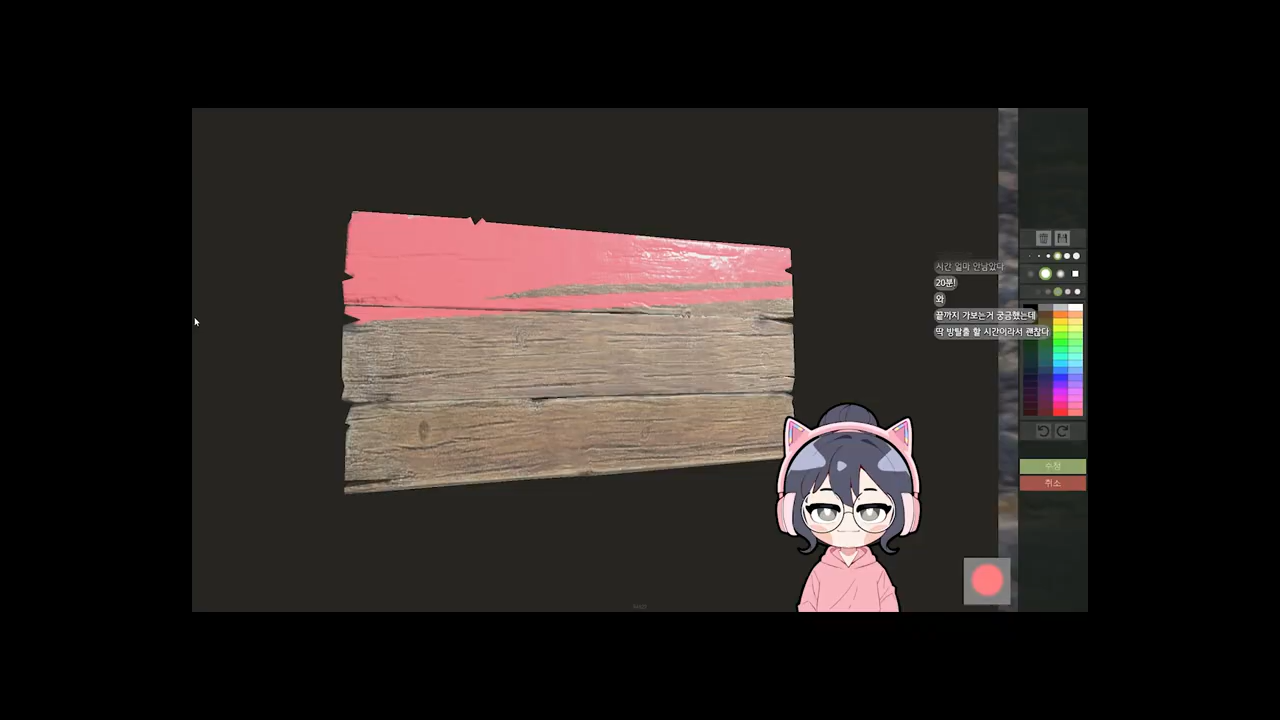 시간 얼마 안남았다
20분!
와
끝까지 가보는거 궁금했는데
딱 방탈출 할 시간이라서 괜찮다
수정
취소